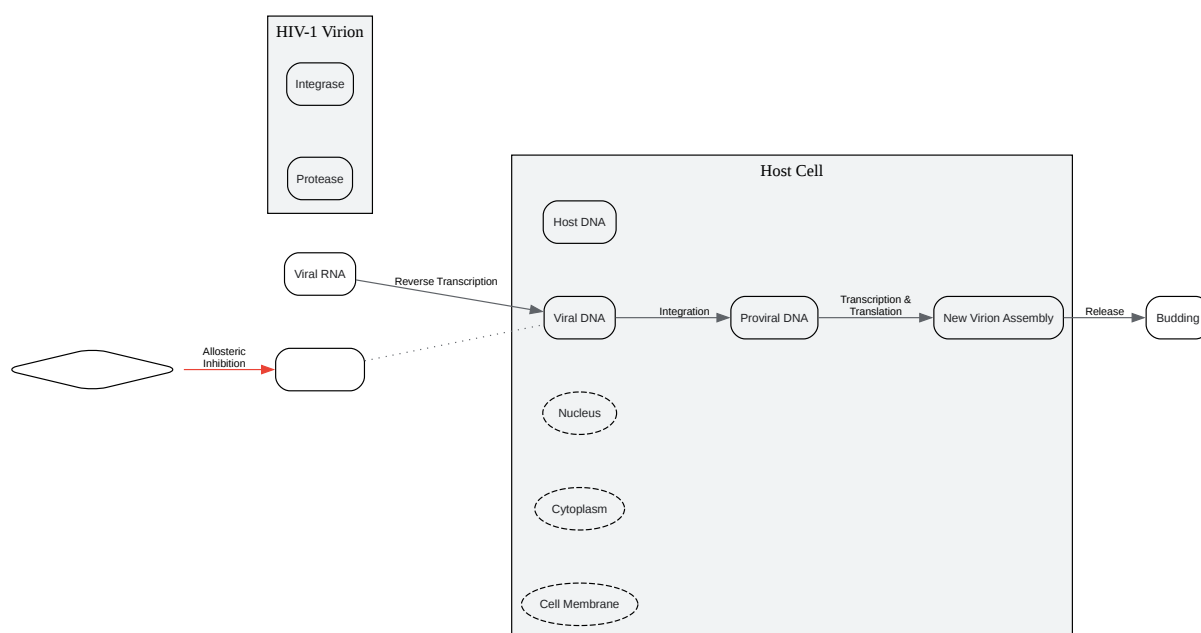 HIV-1 Virion
Integrase
Protease
Host Cell
Host DNA
Viral RNA
Reverse Transcription
Viral DNA
Integration
Proviral DNA
Transcription &
Translation
New Virion Assembly
Release
Budding
Allosteric
Inhibition
Nucleus
Cytoplasm
Cell Membrane